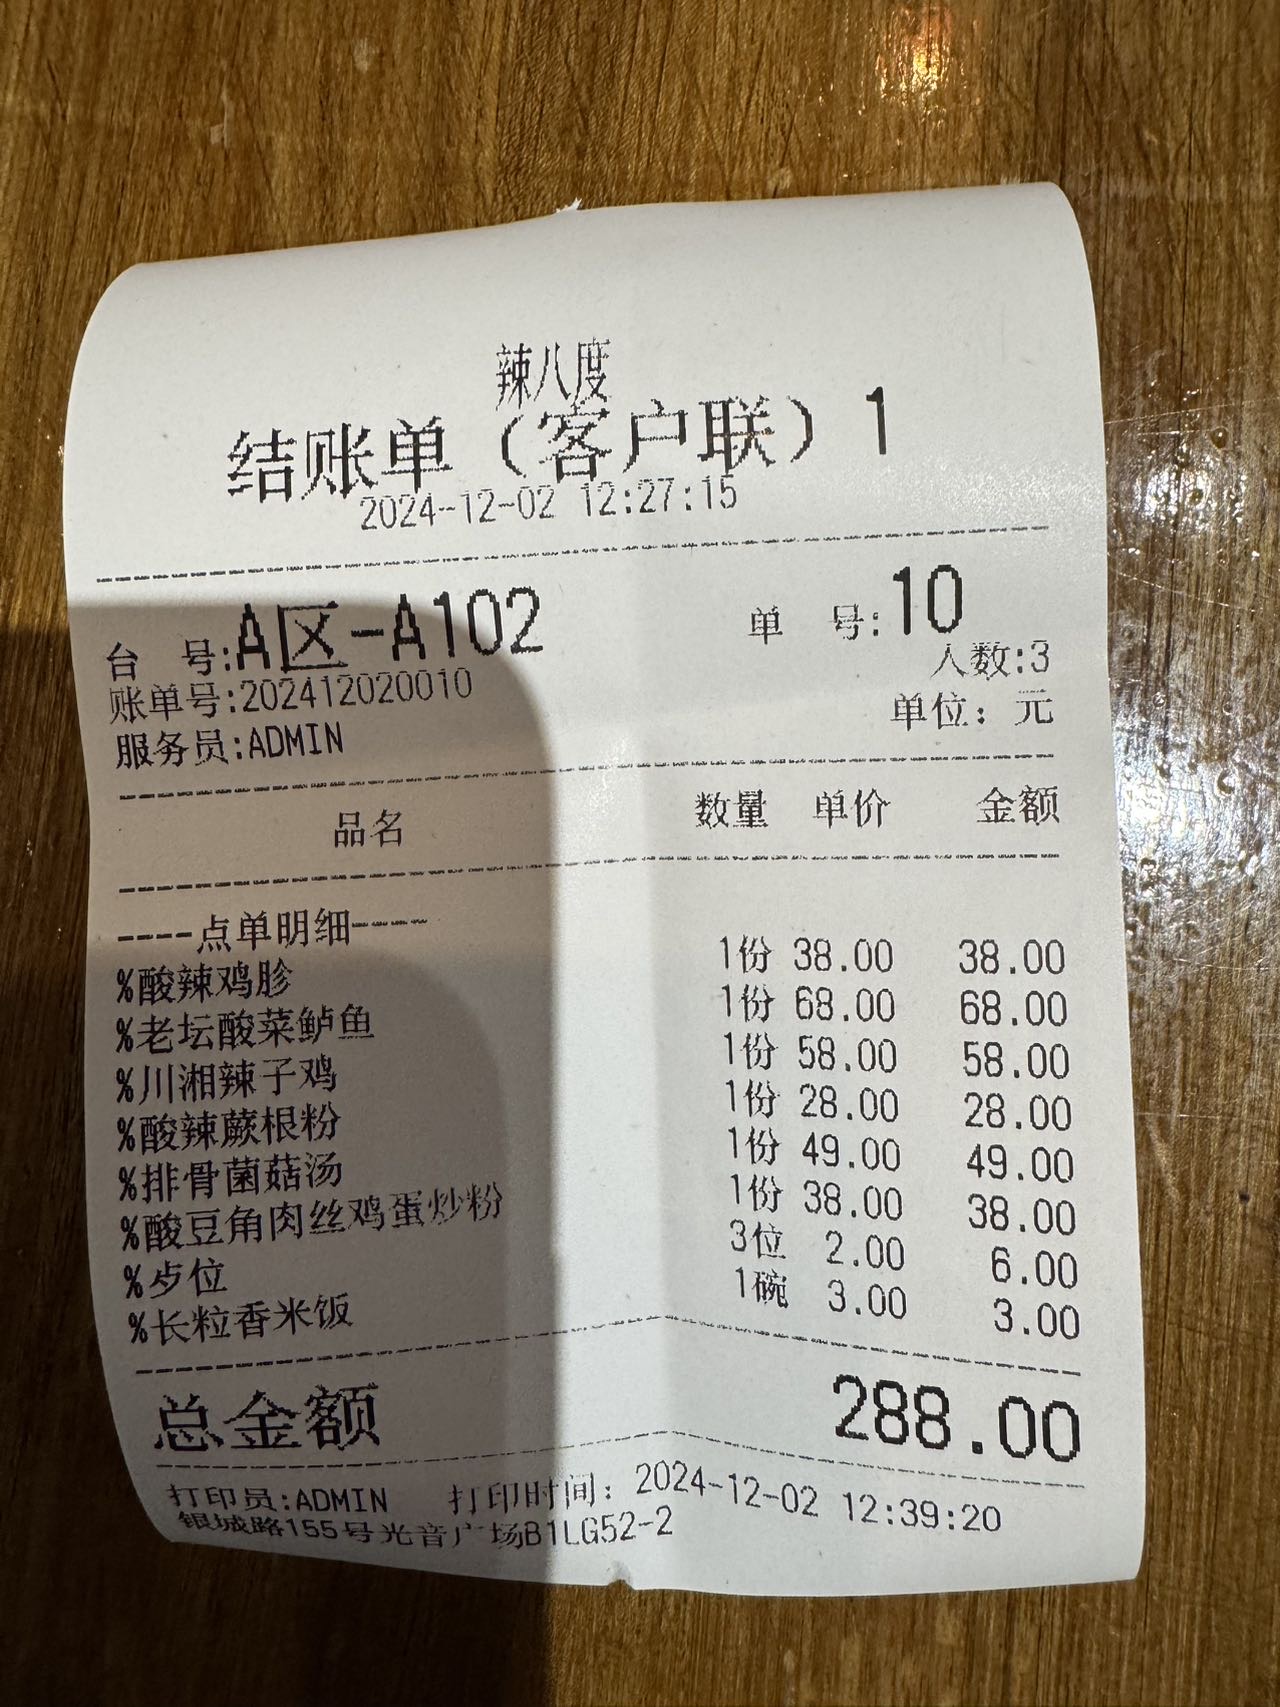 辣八度
结账单（客户联）1
2024-12-02 12:27:15
台 号:A区-A102 单 号:10
人数:3
账单号:202412020010
单位：元
服务员:ADMIN
品名 数量 单价 金额
----点单明细----
%酸辣鸡胗 1份 38.00 38.00
%老坛酸菜鲈鱼 1份 68.00 68.00
%川湘辣子鸡 1份 58.00 58.00
%酸辣蕨根粉 1份 28.00 28.00
%排骨菌菇汤 1份 49.00 49.00
%酸豆角肉丝鸡蛋炒粉 1份 38.00 38.00
%歺位 3位 2.00 6.00
%长粒香米饭 1碗 3.00 3.00
总金额 288.00
打印员:ADMIN 打印时间：2024-12-02 12:39:20
银城路155号光音广场B1LG52-2